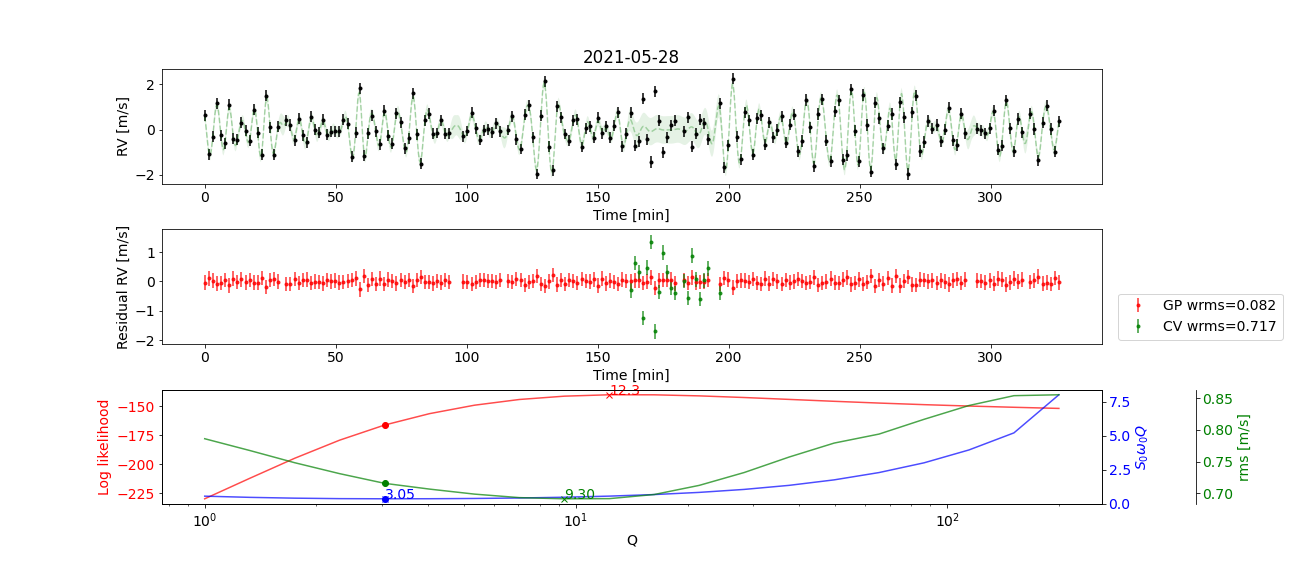 2021-05-28
RV [m/s]
2
0
−2
0 50 100 150 200 250 300
Time [min]
Residual RV [m/s]
1
0
−1
−2
0 50 100 150 200 250 300
Time [min]
GP wrms=0.082
CV wrms=0.717
Log likelihood
−150
−175
−200
−225
12.3
3.05
9.30
7.5
5.0
2.5
0.0
S₀ω₀Q
0.85
0.80
0.75
0.70
rms [m/s]
10⁰ 10¹ 10²
Q